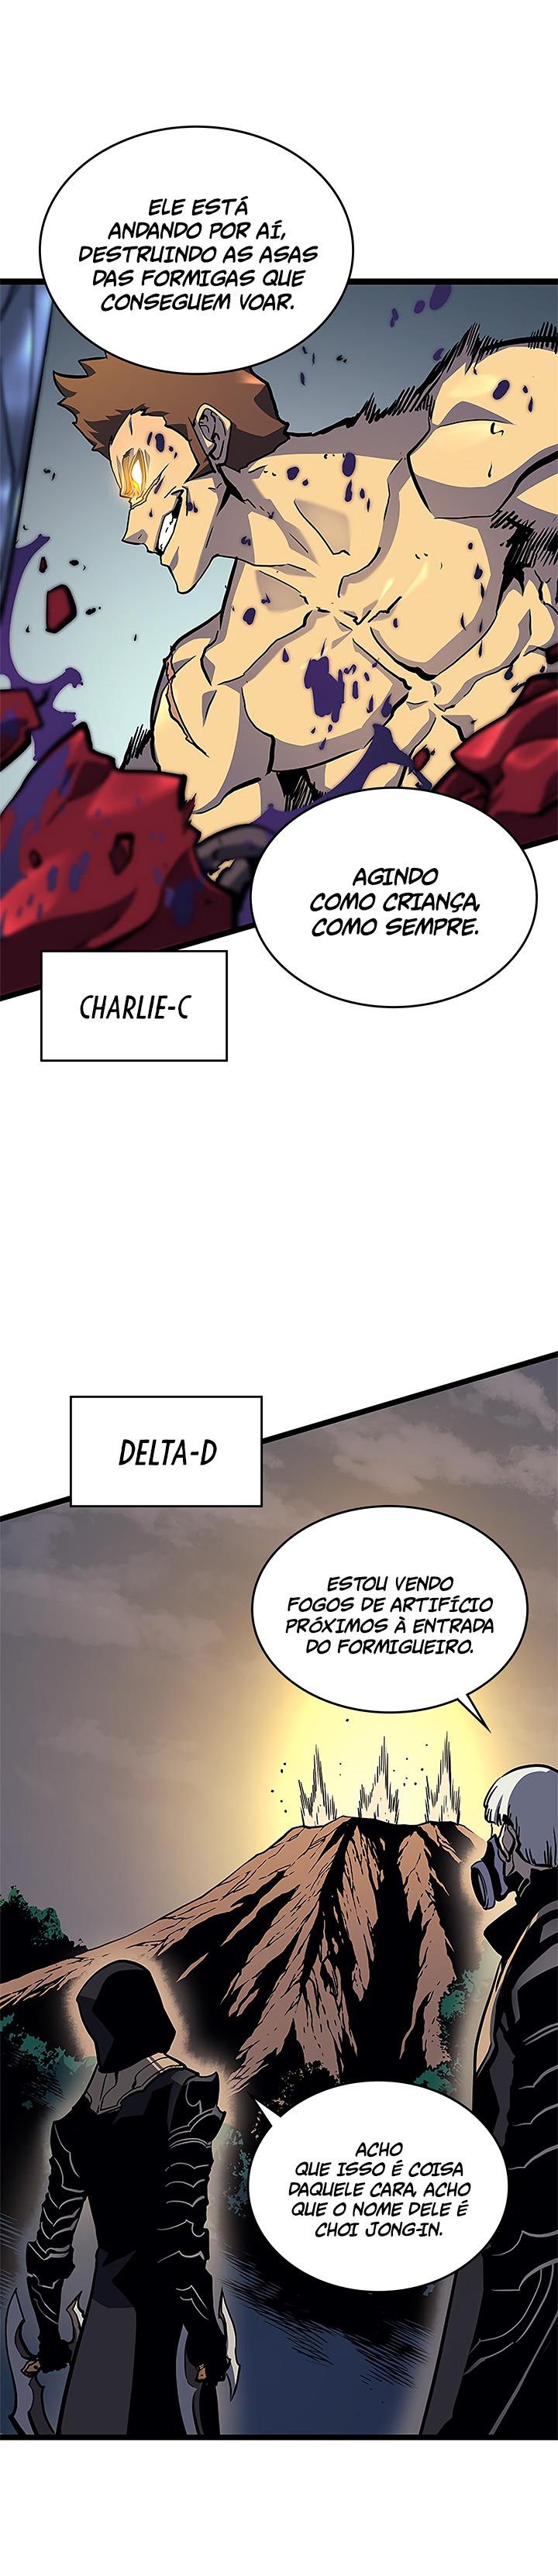 ELE ESTÁ
ANDANDO POR AÍ,
DESTRUINDO AS ASAS
DAS FORMIGAS QUE
CONSEGUEM VOAR.
AGINDO
COMO CRIANÇA,
COMO SEMPRE.
CHARLIE-C
DELTA-D
ESTOU VENDO
FOGOS DE ARTIFÍCIO
PRÓXIMOS À ENTRADA
DO FORMIGUEIRO.
ACHO
QUE ISSO É COISA
DAQUELE CARA, ACHO
QUE O NOME DELE É
CHOI JONG-IN.